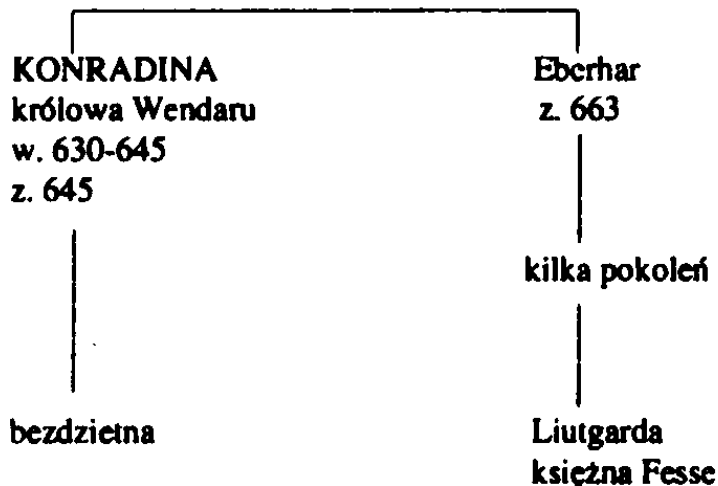 KONRADINA
królowa Wendaru
w. 630-645
z. 645
bezdzietna
Eberhar
z. 663
kilka pokoleń
Liutgarda
księżna Fesse